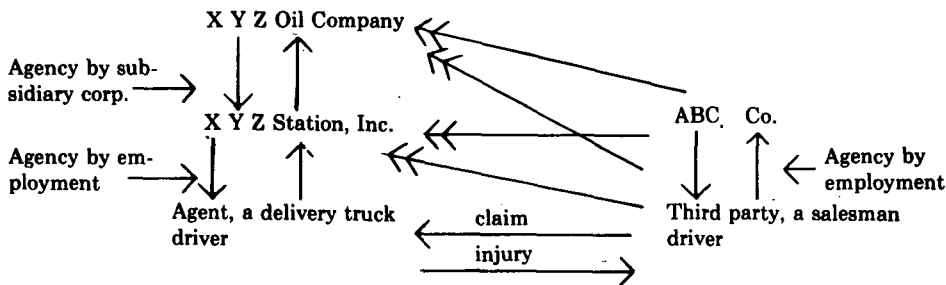 X Y Z Oil Company
Agency by sub-
sidiary corp.
X Y Z Station, Inc.
ABC Co.
Agency by em-
ployment
Agency by
employment
Agent, a delivery truck
driver
claim
injury
Third party, a salesman
driver